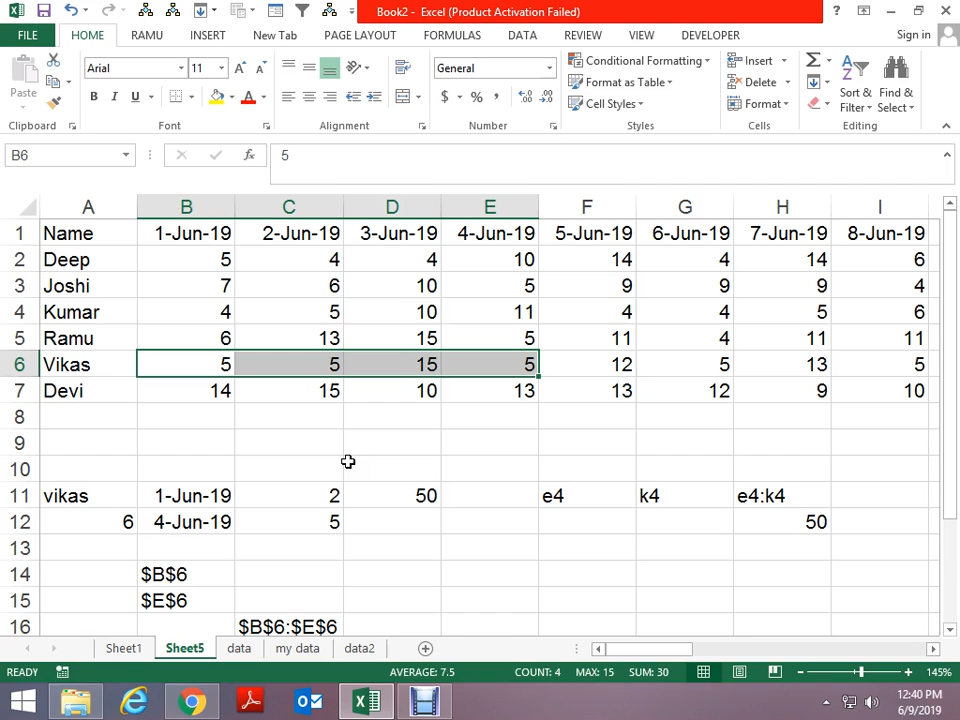 Book2 - Excel (Product Activation Failed)
FILE HOME RAMU INSERT New Tab PAGE LAYOUT FORMULAS DATA REVIEW VIEW DEVELOPER Sign in
Paste
Arial 11
B I U
General
$ % ,
Conditional Formatting
Format as Table
Cell Styles
Insert
Delete
Format
Sort & Filter
Find & Select
Clipboard Font Alignment Number Styles Cells Editing
B6 fx 5
A B C D E F G H I
1 Name 1-Jun-19 2-Jun-19 3-Jun-19 4-Jun-19 5-Jun-19 6-Jun-19 7-Jun-19 8-Jun-19
2 Deep 5 4 4 10 14 4 14 6
3 Joshi 7 6 10 5 9 9 9 4
4 Kumar 4 5 10 11 4 4 5 6
5 Ramu 6 13 15 5 11 4 11 11
6 Vikas 5 5 15 5 12 5 13 5
7 Devi 14 15 10 13 13 12 9 10
8
9
10
11 vikas 1-Jun-19 2 50 e4 k4 e4:k4
12 6 4-Jun-19 5 50
13
14 $B$6
15 $E$6
16 $B$6:$E$6
Sheet1 Sheet5 data my data data2
READY AVERAGE: 7.5 COUNT: 4 MAX: 15 SUM: 30 145%
12:40 PM
6/9/2019